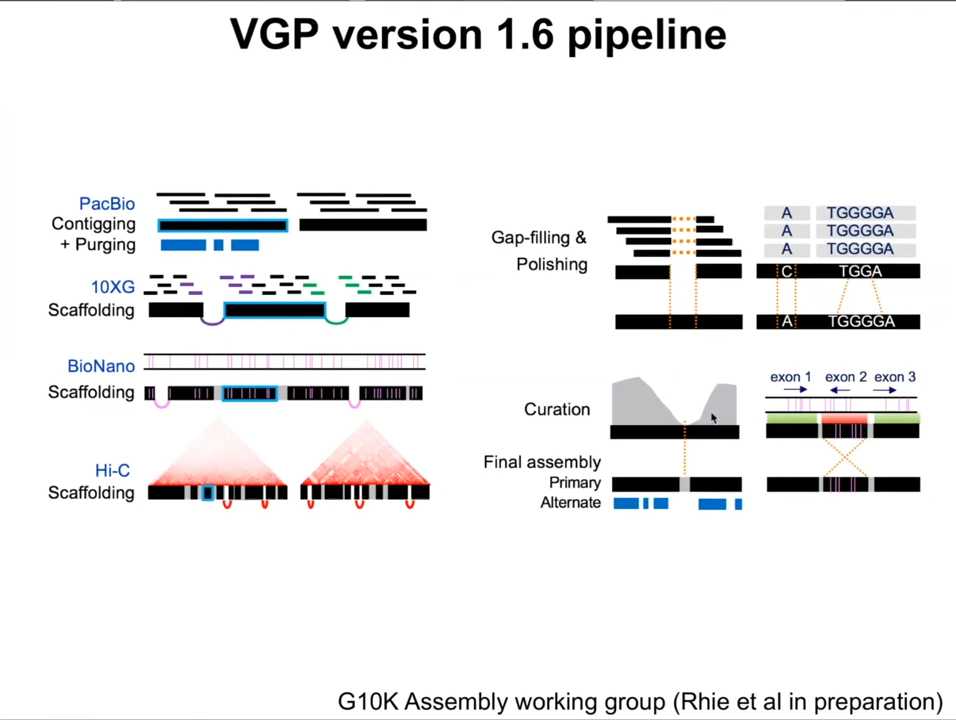 VGP version 1.6 pipeline
PacBio
Contigging
+ Purging
10XG
Scaffolding
BioNano
Scaffolding
Hi-C
Scaffolding
Gap-filling &
Polishing
A TGGGGA
A TGGGGA
A TGGGGA
C TGGA
A TGGGGA
exon 1 exon 2 exon 3
Curation
Final assembly
Primary
Alternate
G10K Assembly working group (Rhie et al in preparation)